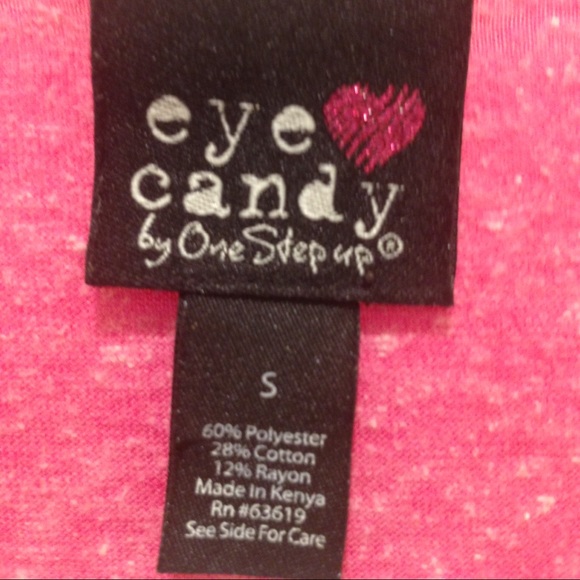 eye
candy
by One Step up®
S
60% Polyester
28% Cotton
12% Rayon
Made In Kenya
Rn #63619
See Side For Care